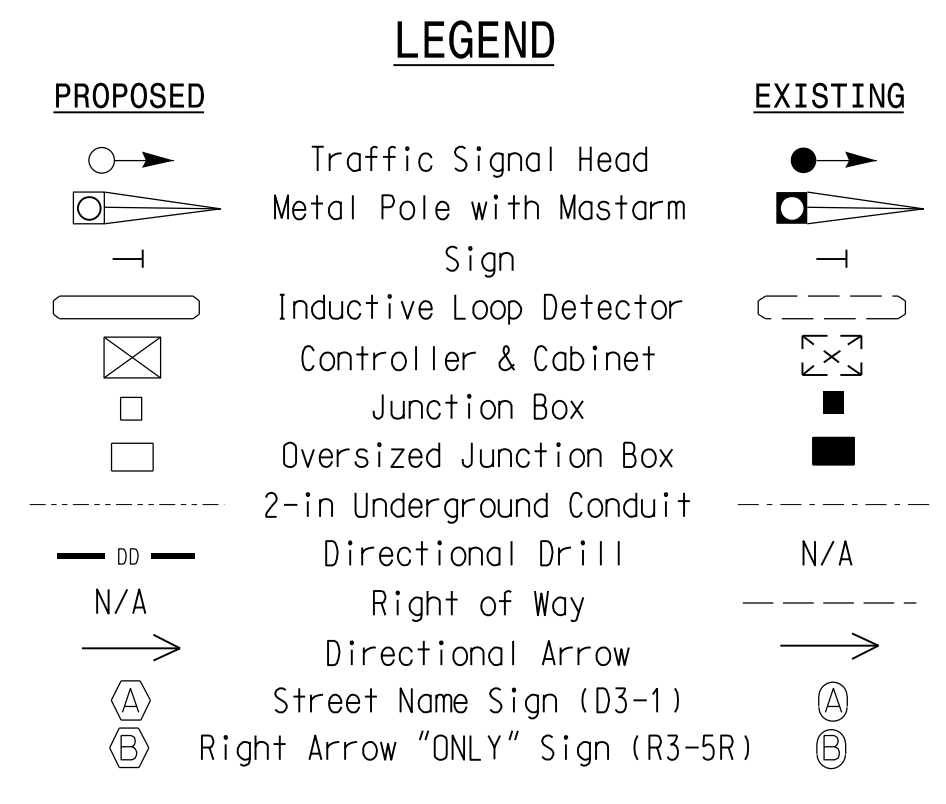 LEGEND
PROPOSED EXISTING
Traffic Signal Head
Metal Pole with Mastarm
Sign
Inductive Loop Detector
Controller & Cabinet
Junction Box
Oversized Junction Box
2-in Underground Conduit
DD Directional Drill N/A
N/A Right of Way
Directional Arrow
A Street Name Sign (D3-1) A
B Right Arrow "ONLY" Sign (R3-5R) B